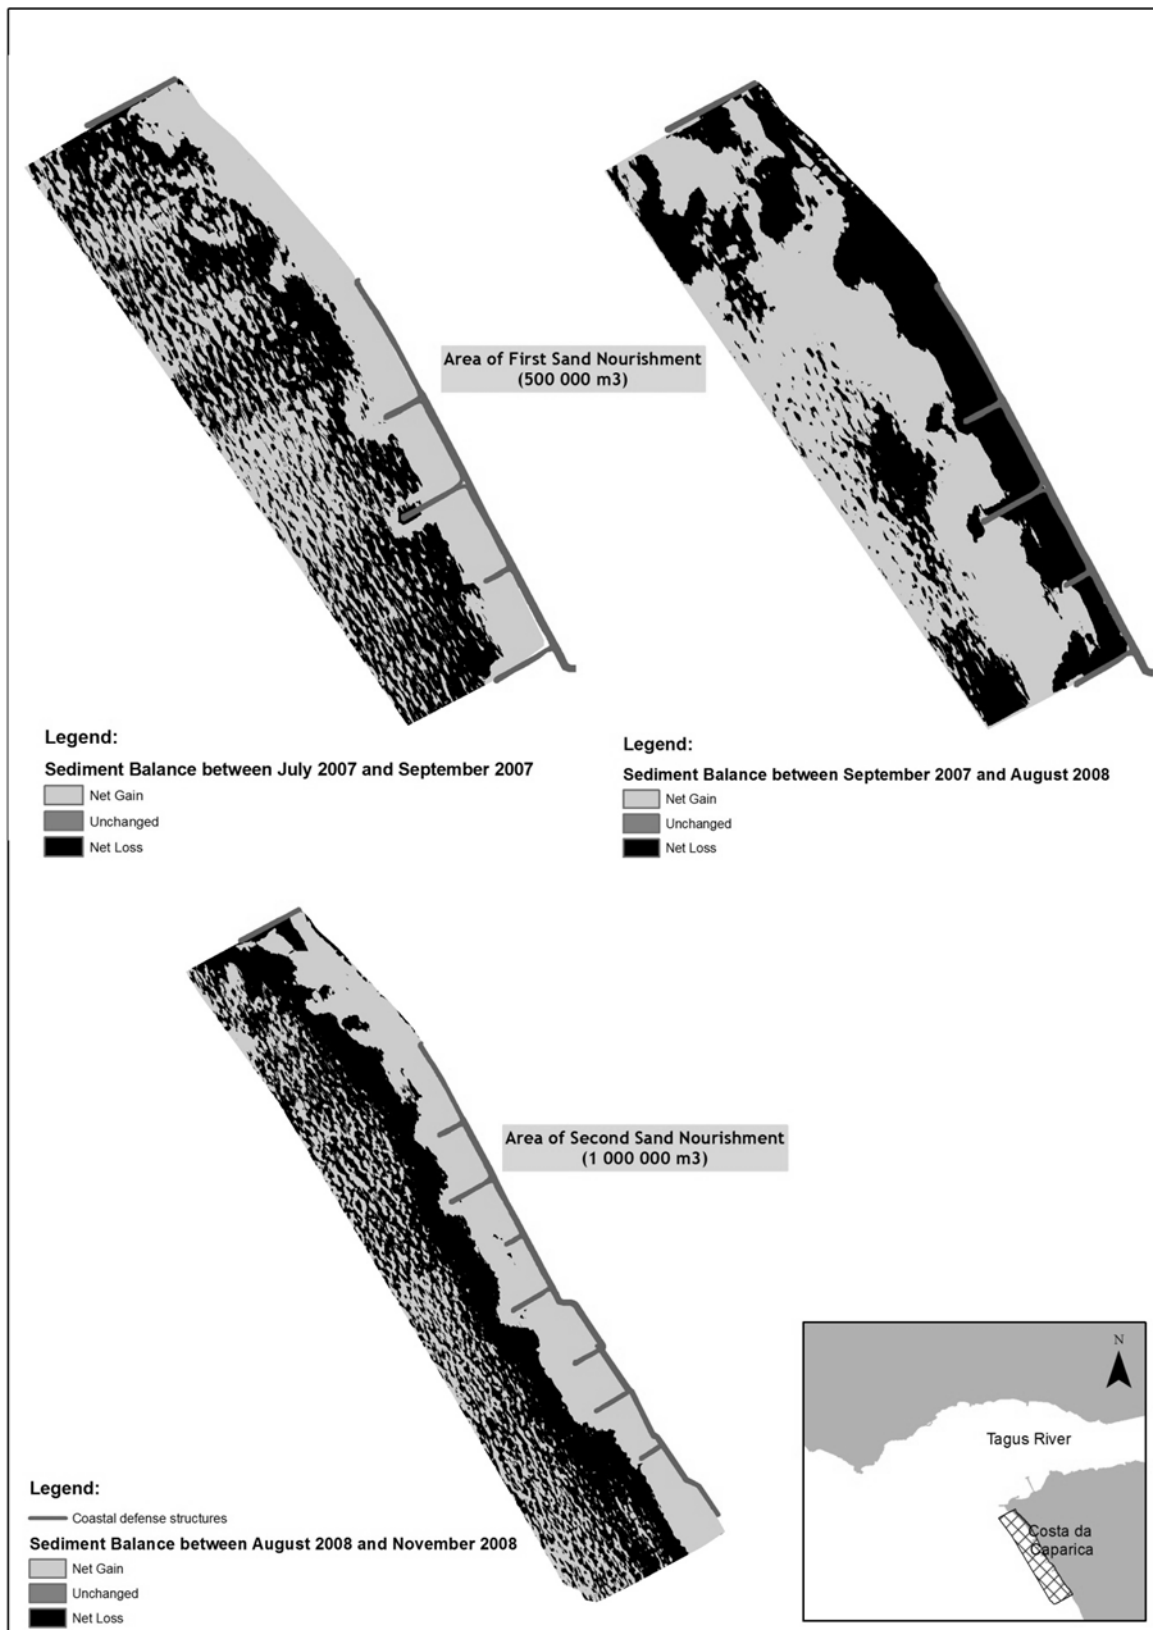 Area of First Sand Nourishment
(500 000 m3)
Legend:
Sediment Balance between July 2007 and September 2007
Net Gain
Unchanged
Net Loss
Legend:
Sediment Balance between September 2007 and August 2008
Net Gain
Unchanged
Net Loss
Area of Second Sand Nourishment
(1 000 000 m3)
Legend:
Coastal defense structures
Sediment Balance between August 2008 and November 2008
Net Gain
Unchanged
Net Loss
N
Tagus River
Costa da
Caparica